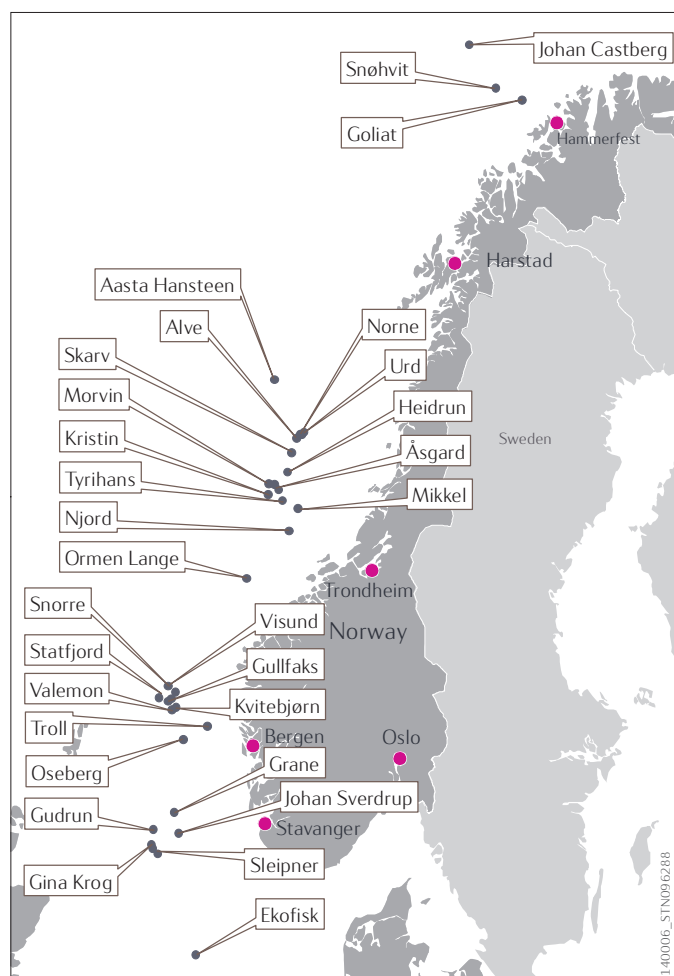 Johan Castberg
Snøhvit
Goliat
Hammerfest
Harstad
Aasta Hansteen
Alve
Norne
Skarv
Urd
Morvin
Heidrun
Kristin
Sweden
Åsgard
Tyrihans
Mikkel
Njord
Ormen Lange
Trondheim
Snorre
Visund
Norway
Statfjord
Gullfaks
Valemon
Kvitebjørn
Troll
Bergen
Oslo
Oseberg
Grane
Johan Sverdrup
Gudrun
Stavanger
Sleipner
Gina Krog
Ekofisk
140006_STN096288